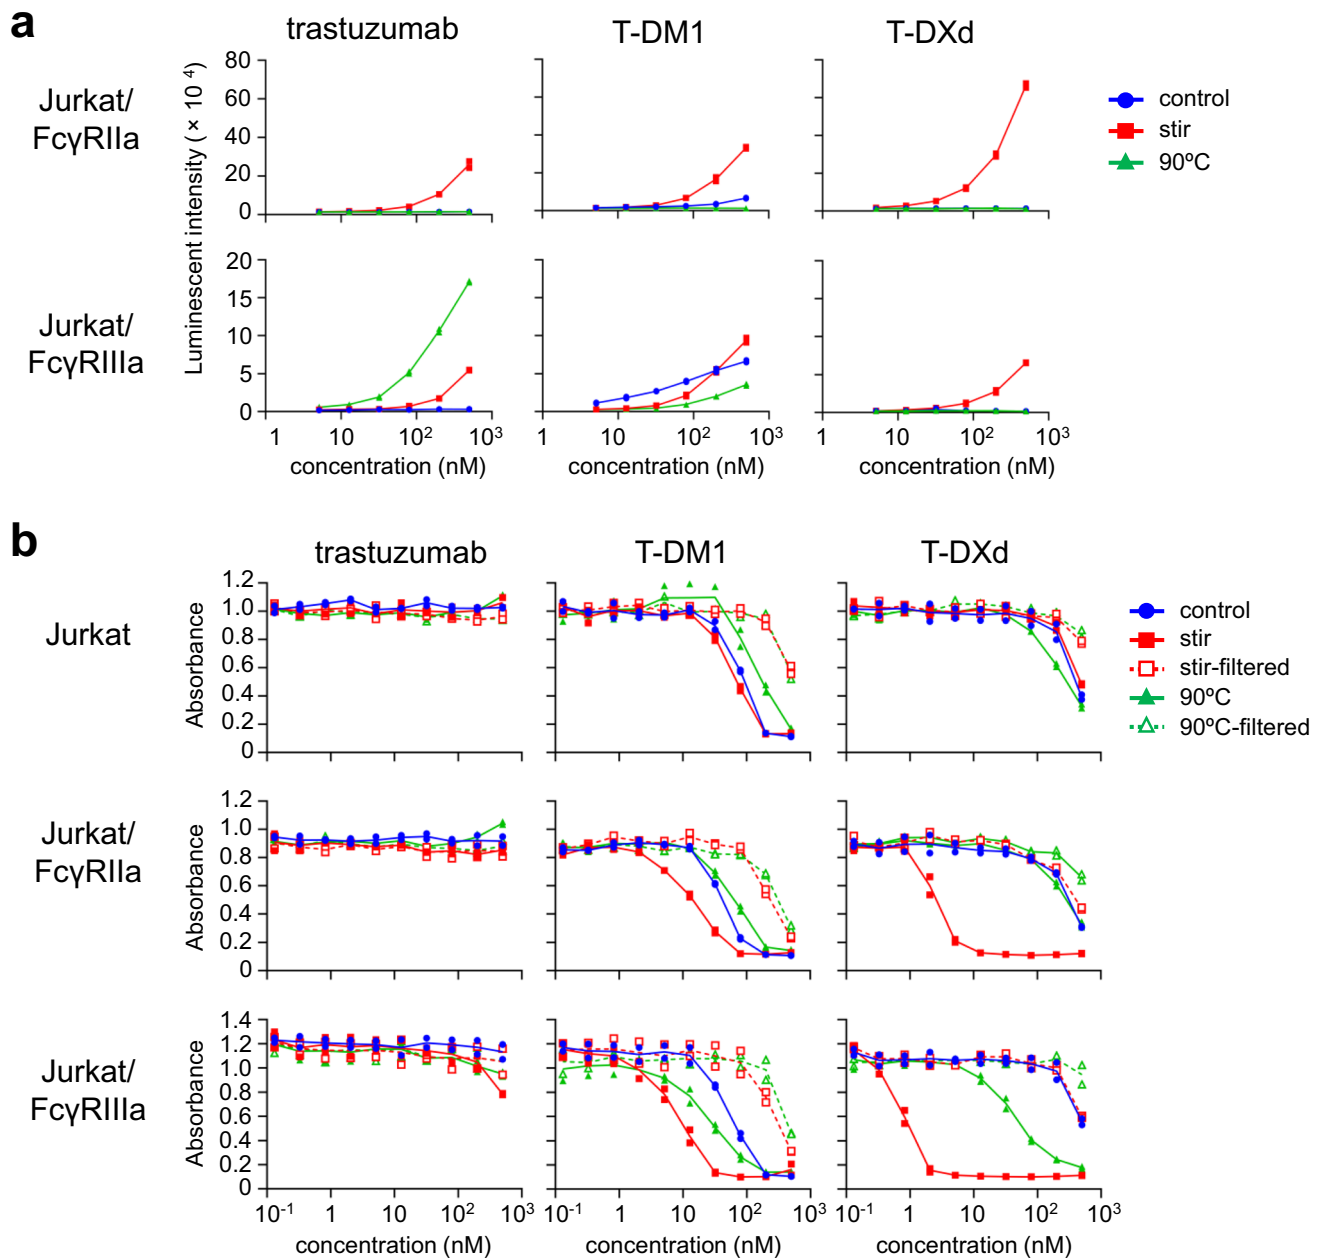 a
trastuzumab
T-DM1
T-DXd
Jurkat/
FcγRIIa
Luminescent intensity ( × 10 ⁴)
80
60
40
20
0
control
stir
90ºC
Jurkat/
FcγRIIIa
20
15
10
5
0
1 10 10² 10³
1 10 10² 10³
1 10 10² 10³
concentration (nM)
concentration (nM)
concentration (nM)
b
trastuzumab
T-DM1
T-DXd
Jurkat
Absorbance
1.2
1.0
0.8
0.6
0.4
0.2
0
control
stir
stir-filtered
90ºC
90ºC-filtered
Jurkat/
FcγRIIa
Absorbance
1.2
1.0
0.8
0.6
0.4
0.2
0
Jurkat/
FcγRIIIa
Absorbance
1.4
1.2
1.0
0.8
0.6
0.4
0.2
0
10⁻¹ 1 10 10² 10³
10⁻¹ 1 10 10² 10³
10⁻¹ 1 10 10² 10³
concentration (nM)
concentration (nM)
concentration (nM)